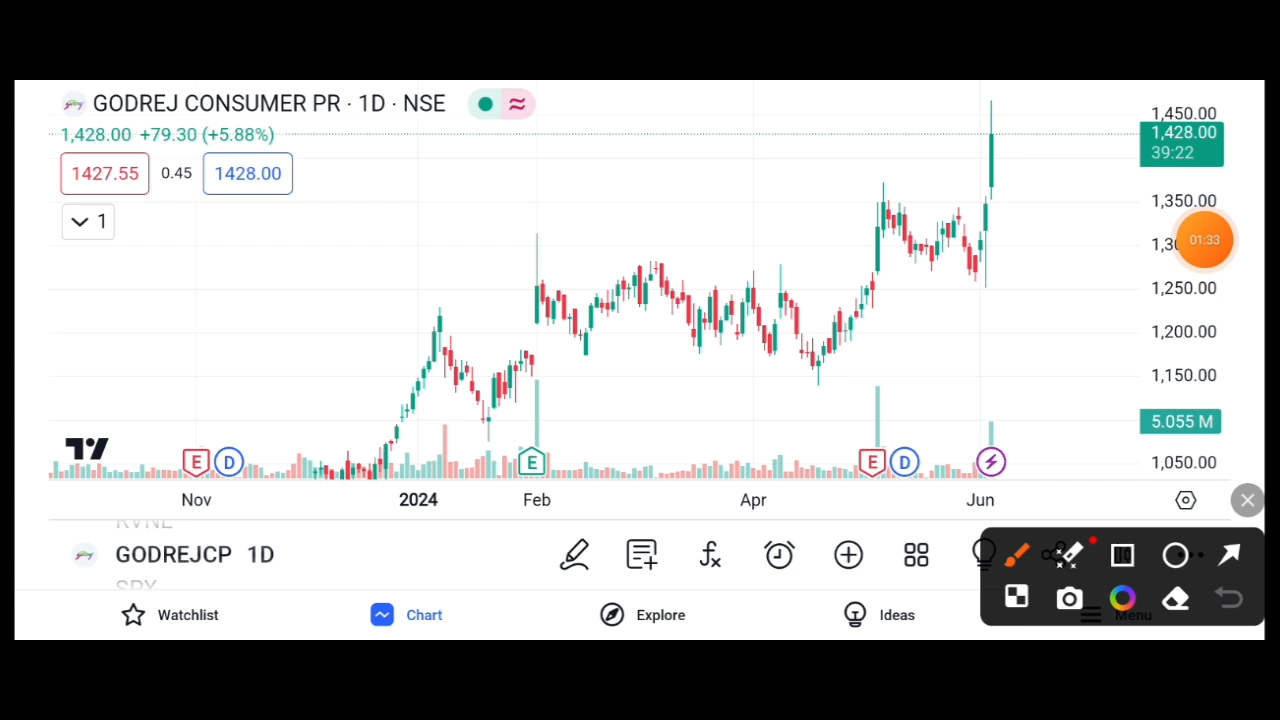 GODREJ CONSUMER PR · 1D · NSE
1,428.00 +79.30 (+5.88%)
1427.55 0.45 1428.00
1
1,450.00
1,428.00
39:22
1,350.00
01:33
1,250.00
1,200.00
1,150.00
5.055 M
1,050.00
E D E E D
Nov 2024 Feb Apr Jun
GODREJCP 1D
Watchlist Chart Explore Ideas Menu